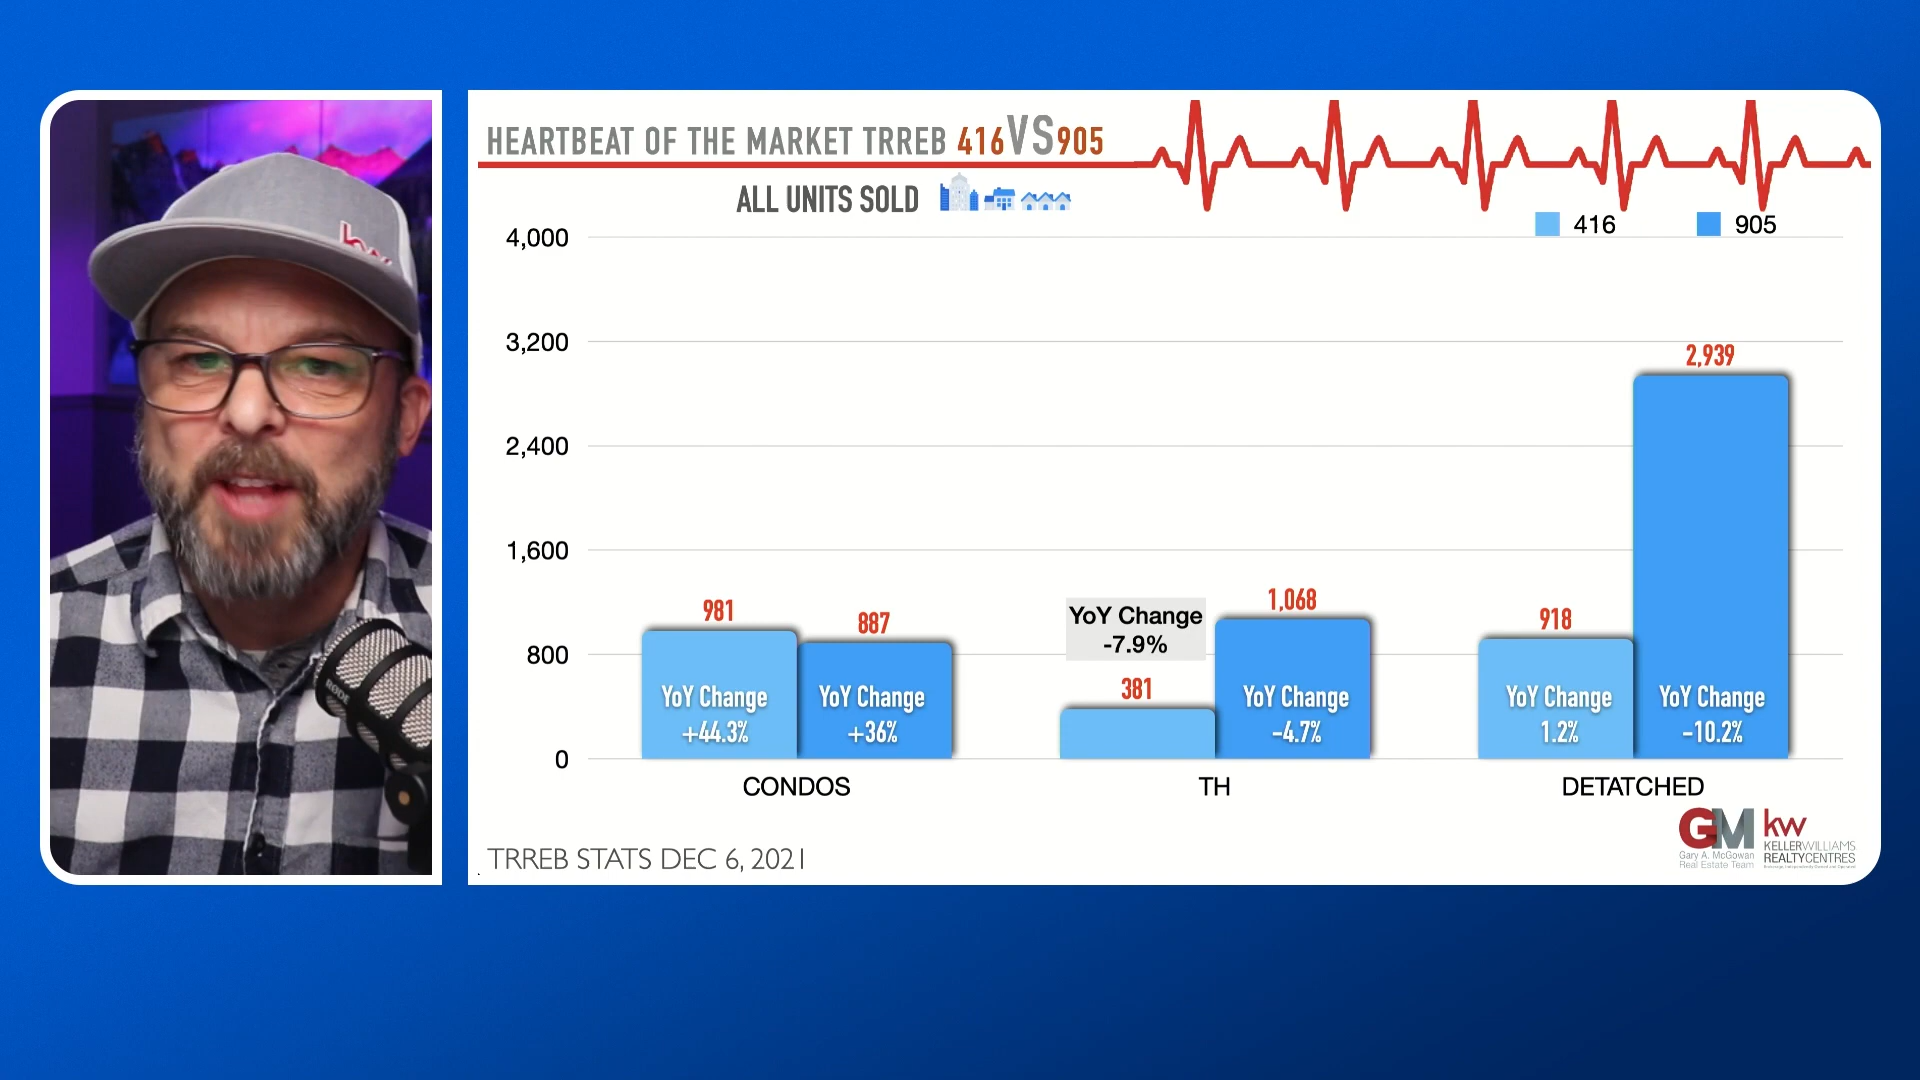 HEARTBEAT OF THE MARKET TRREB 416VS905
ALL UNITS SOLD
416
905
4,000
3,200
2,400
1,600
800
0
981
YoY Change
+44.3%
887
YoY Change
+36%
YoY Change
-7.9%
381
1,068
YoY Change
-4.7%
918
YoY Change
1.2%
2,939
YoY Change
-10.2%
CONDOS
TH
DETATCHED
TRREB STATS DEC 6, 2021
GM
Gary A. McGowan
Real Estate Team
kw
KELLERWILLIAMS
REALTYCENTRES
kw
RODE